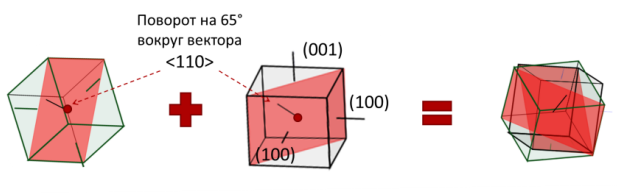 Поворот на 65°
вокруг вектора
<110>
(001)
(100)
(100)